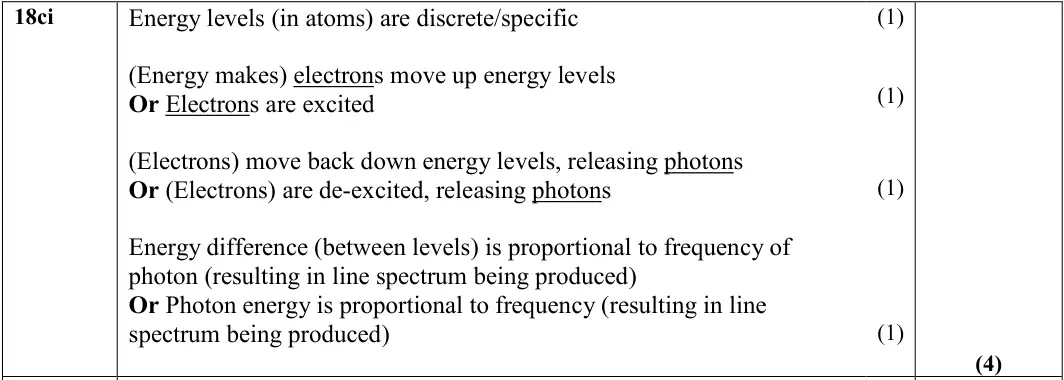 18ci Energy levels (in atoms) are discrete/specific (1)
(Energy makes) electrons move up energy levels
Or Electrons are excited (1)
(Electrons) move back down energy levels, releasing photons
Or (Electrons) are de-excited, releasing photons (1)
Energy difference (between levels) is proportional to frequency of
photon (resulting in line spectrum being produced)
Or Photon energy is proportional to frequency (resulting in line
spectrum being produced) (1)
(4)